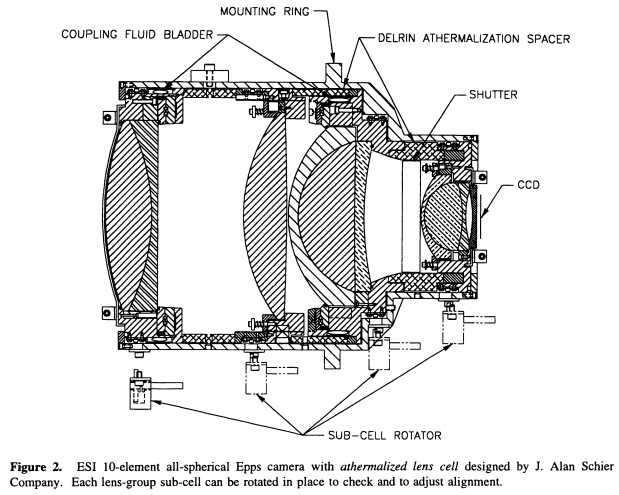 MOUNTING RING
COUPLING FLUID BLADDER
DELRIN ATHERMALIZATION SPACER
SHUTTER
CCD
SUB-CELL ROTATOR
Figure 2. ESI 10-element all-spherical Epps camera with athermalized lens cell designed by J. Alan Schier
Company. Each lens-group sub-cell can be rotated in place to check and to adjust alignment.